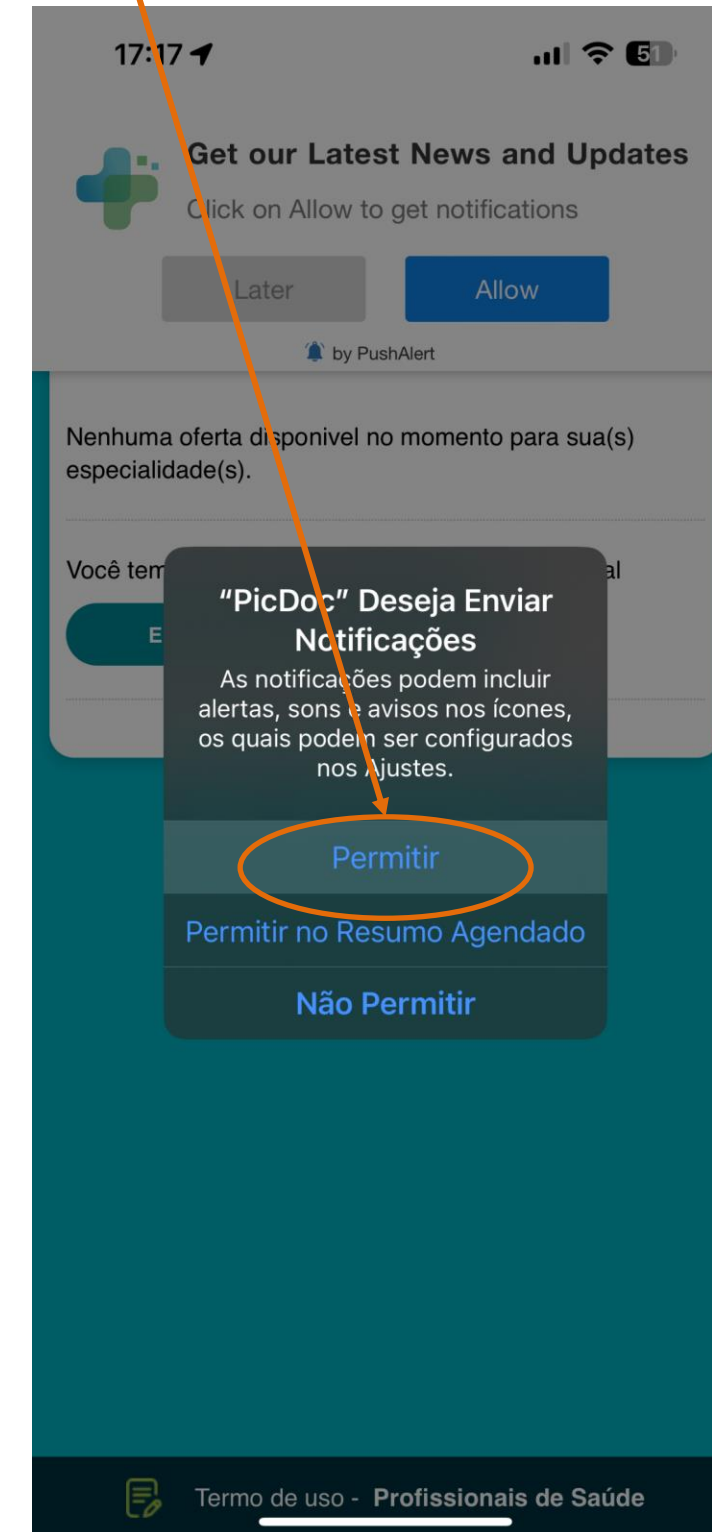 17:17
51
Get our Latest News and Updates
Click on Allow to get notifications
Later
Allow
by PushAlert
Nenhuma oferta disponivel no momento para sua(s)
especialidade(s).
Você tem
al
E
“PicDoc” Deseja Enviar
Notificações
As notificações podem incluir
alertas, sons e avisos nos ícones,
os quais podem ser configurados
nos Ajustes.
Permitir
Permitir no Resumo Agendado
Não Permitir
Termo de uso - Profissionais de Saúde